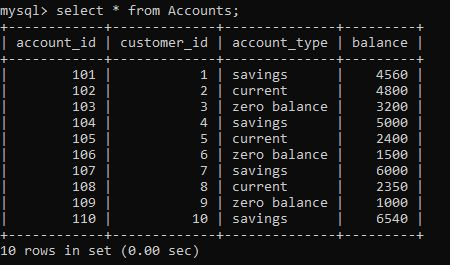 mysql> select * from Accounts;
+------------+-------------+--------------+---------+
| account_id | customer_id | account_type | balance |
+------------+-------------+--------------+---------+
|        101 |           1 | savings      | 4560    |
|        102 |           2 | current      | 4800    |
|        103 |           3 | zero balance | 3200    |
|        104 |           4 | savings      | 5000    |
|        105 |           5 | current      | 2400    |
|        106 |           6 | zero balance | 1500    |
|        107 |           7 | savings      | 6000    |
|        108 |           8 | current      | 2350    |
|        109 |           9 | zero balance | 1000    |
|        110 |          10 | savings      | 6540    |
+------------+-------------+--------------+---------+
10 rows in set (0.00 sec)